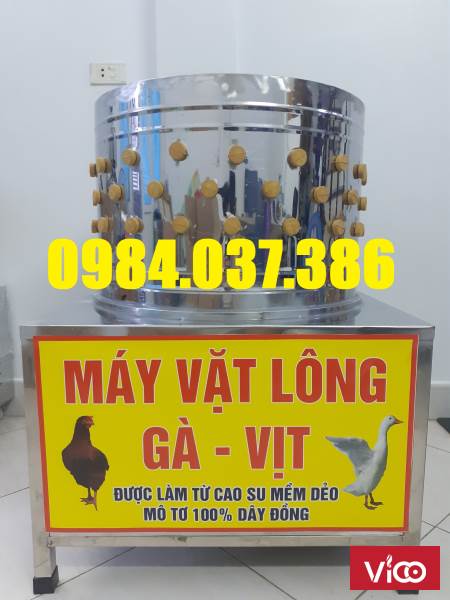 0984.037.386
MÁY VẶT LÔNG
GÀ - VỊT
ĐƯỢC LÀM TỪ CAO SU MỀM DẺO
MÔ TƠ 100% DÂY ĐỒNG
Vico